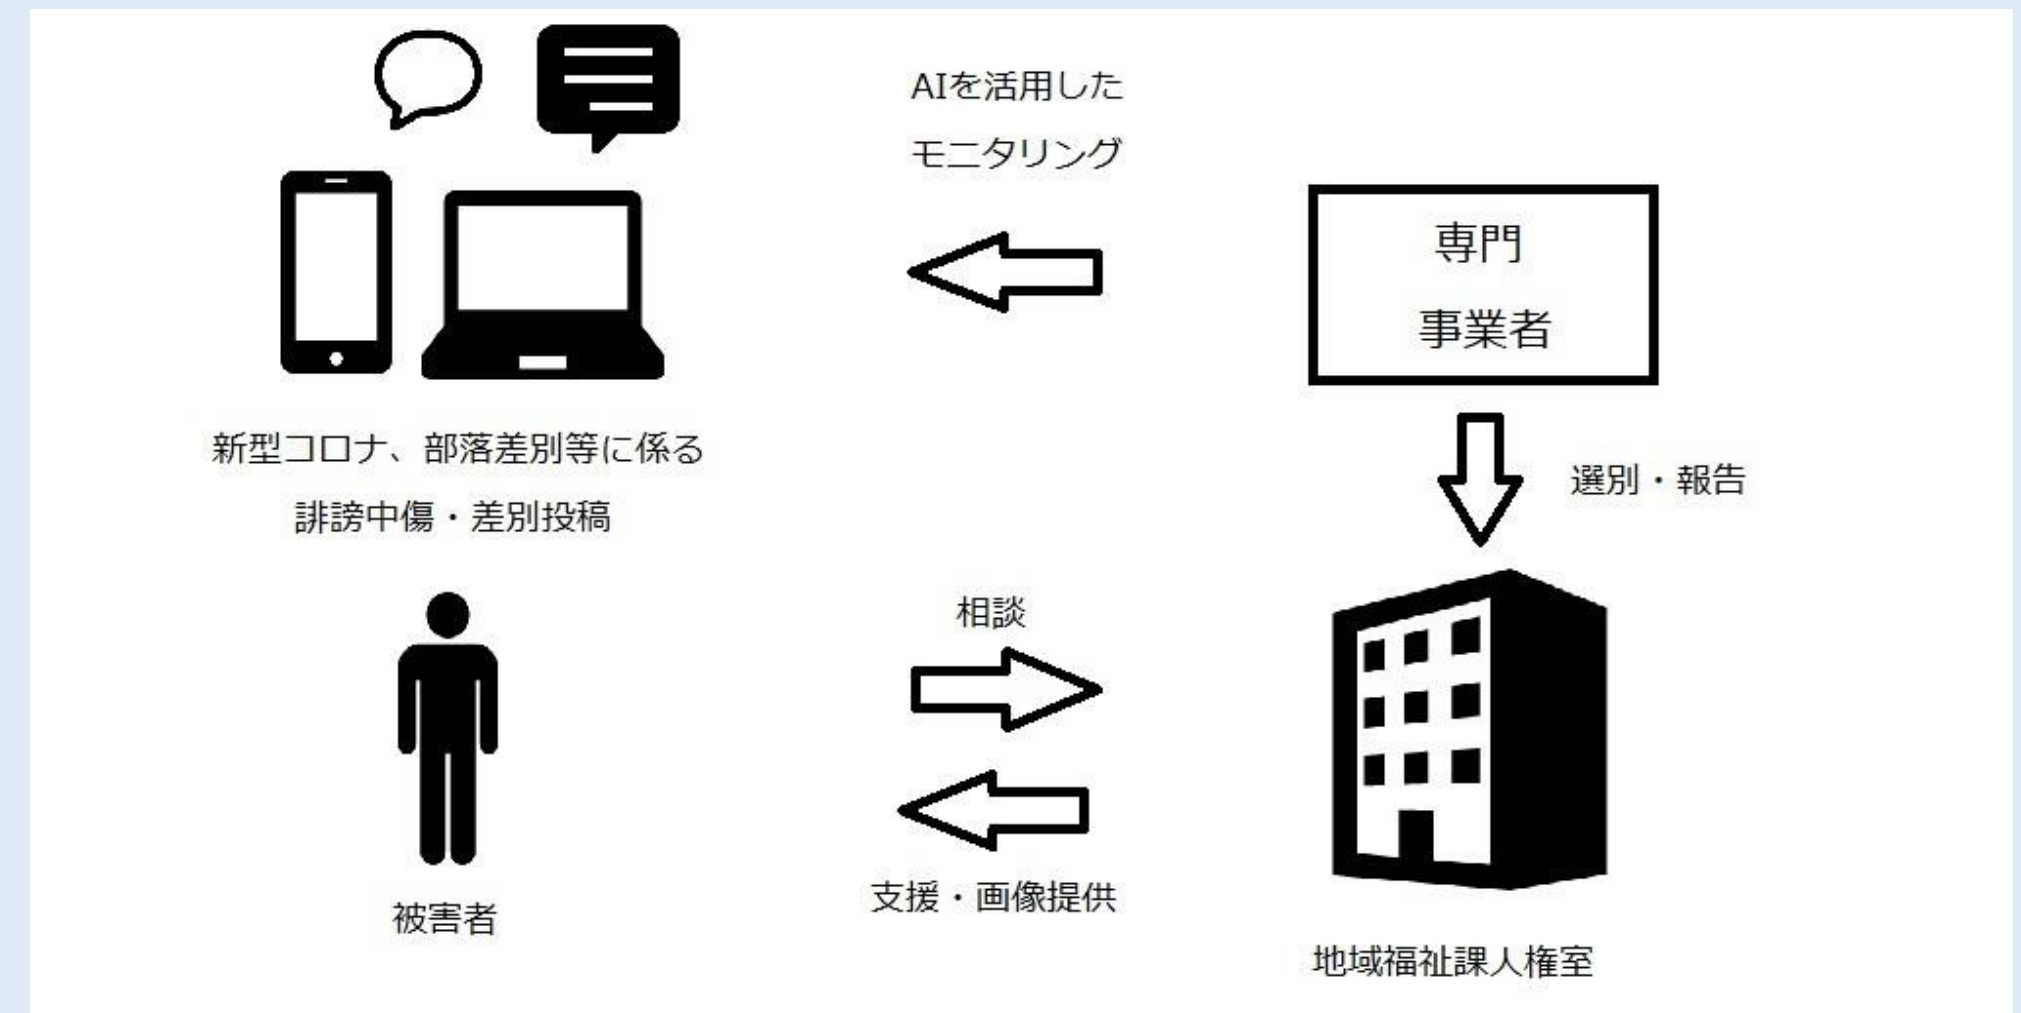 AIを活用した
モニタリング
専門
事業者
新型コロナ、部落差別等に係る
誹謗中傷・差別投稿
選別・報告
相談
支援・画像提供
被害者
地域福祉課人権室